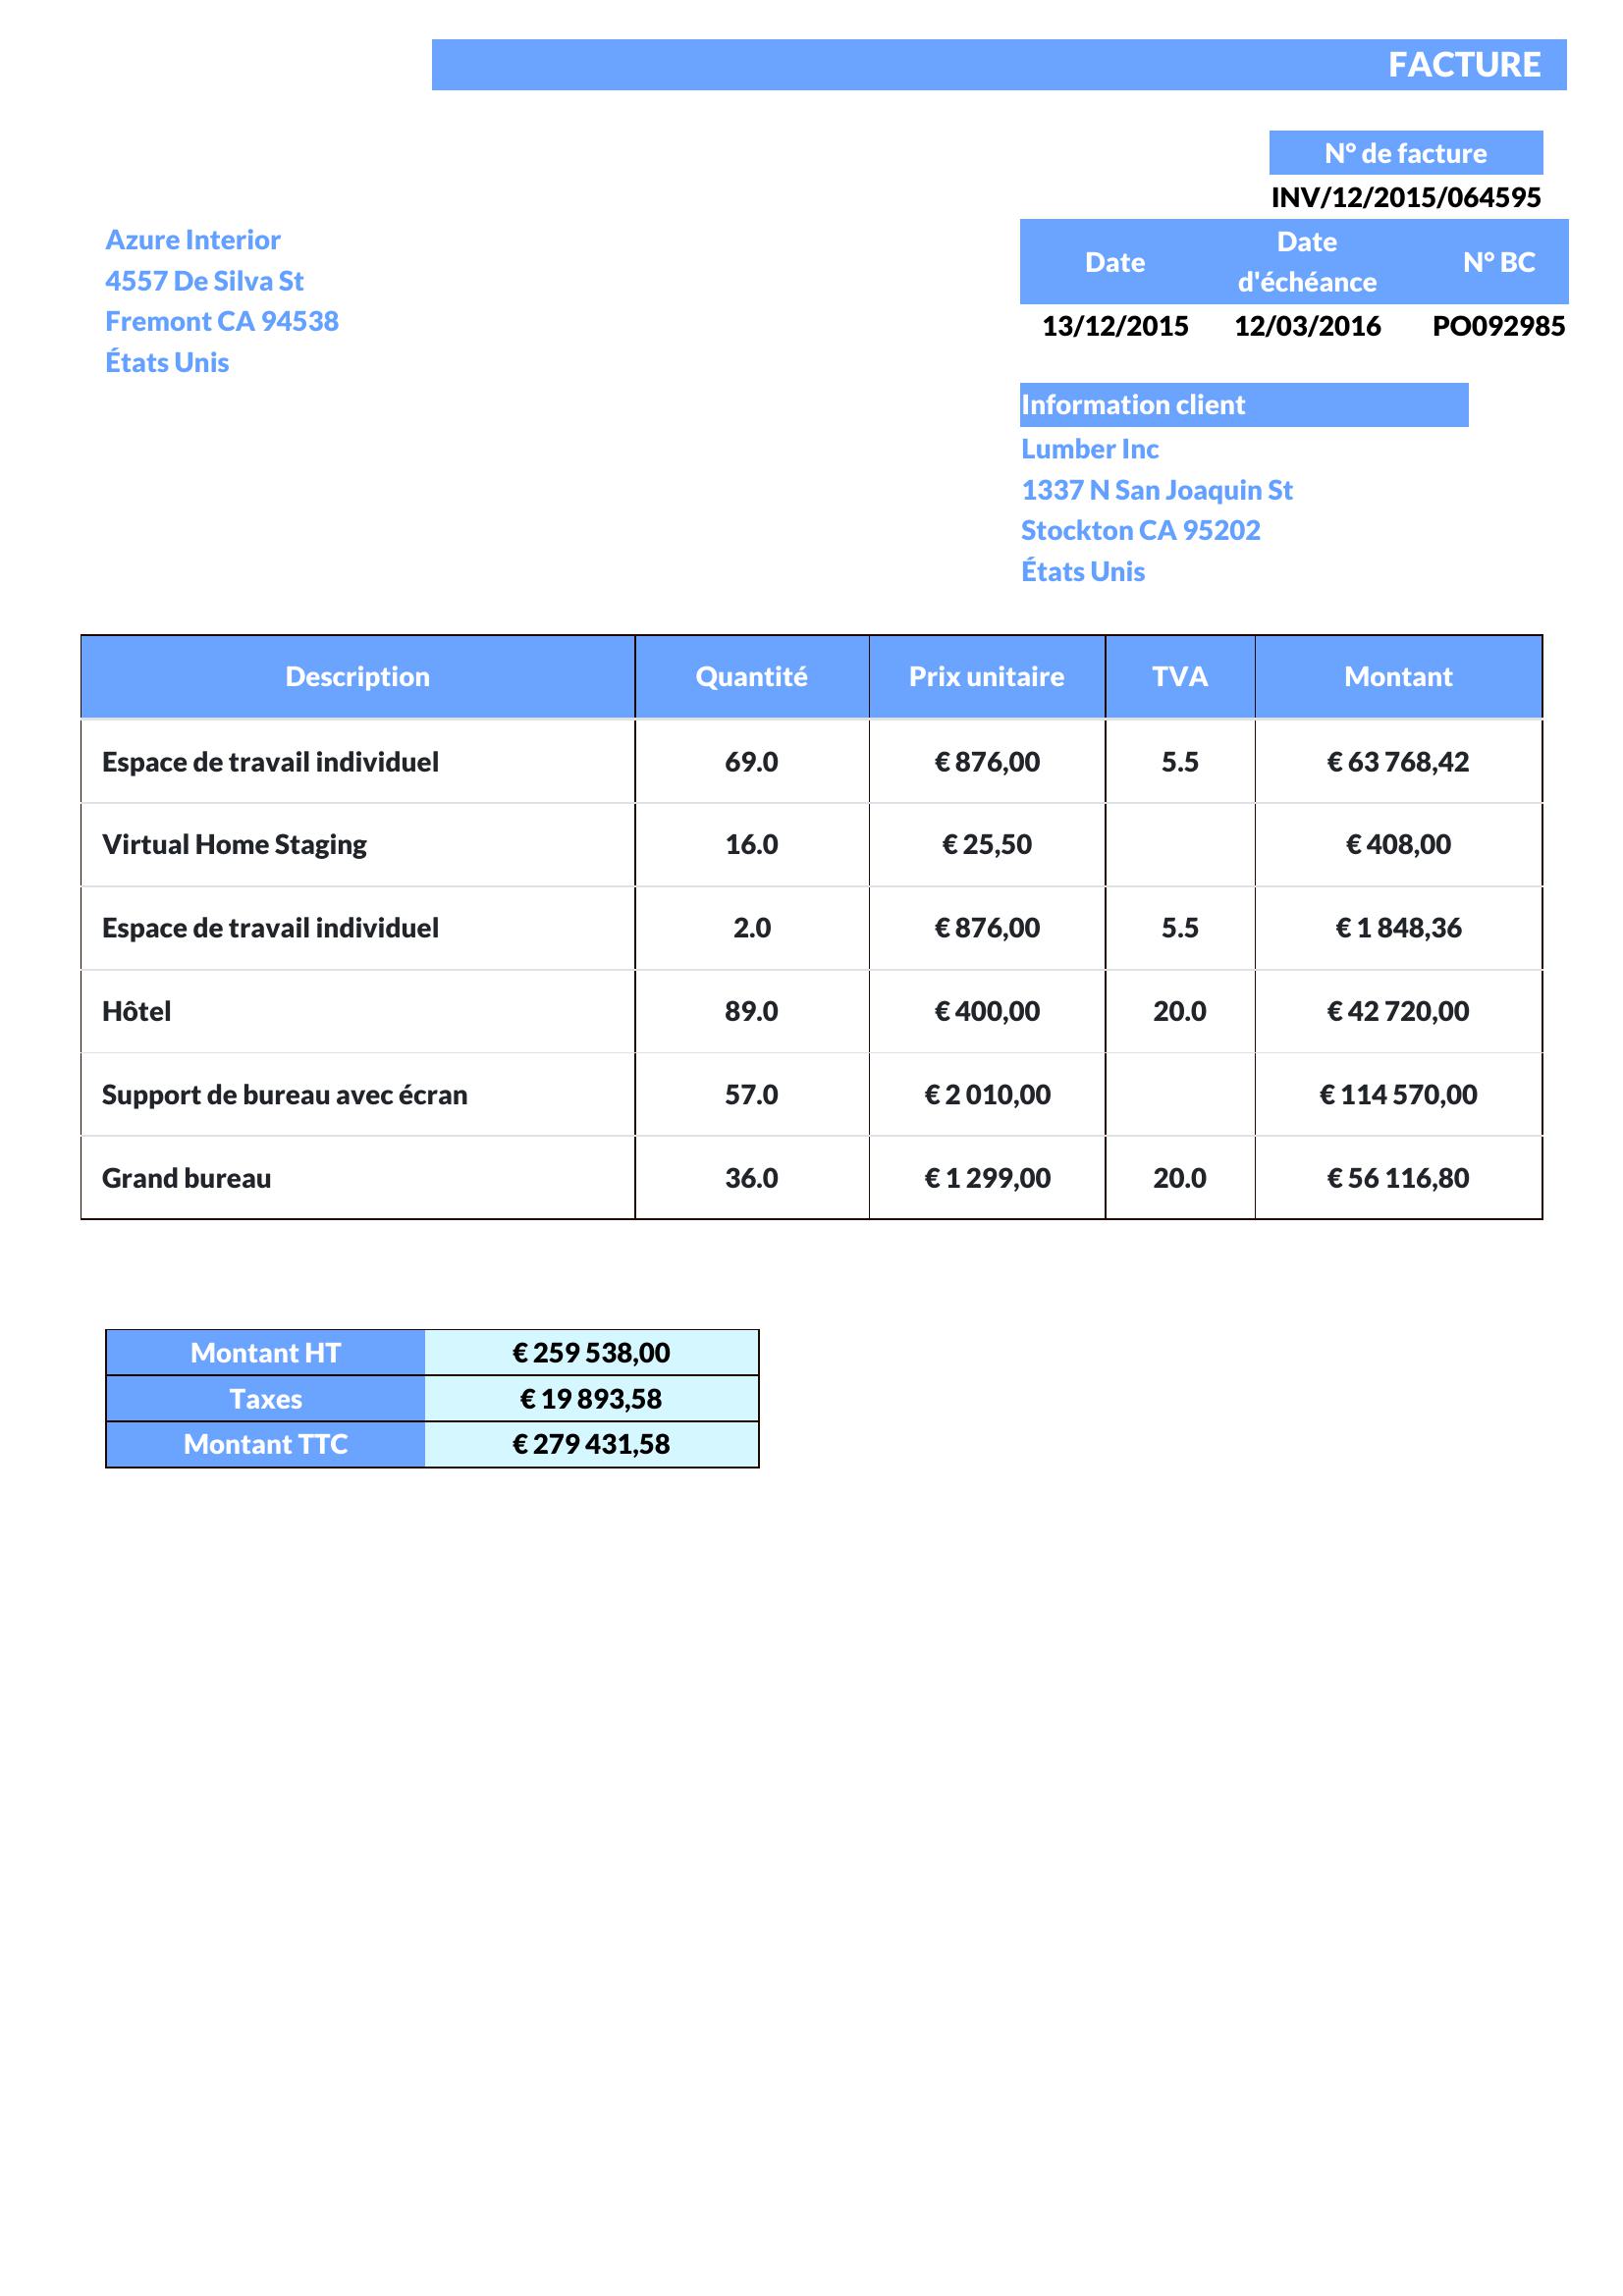 FACTURE
N° de facture
INV/12/2015/064595
Azure Interior
4557 De Silva St
Fremont CA 94538
États Unis
Date Date d'échéance N° BC
13/12/2015 12/03/2016 PO092985
Information client
Lumber Inc
1337 N San Joaquin St
Stockton CA 95202
États Unis
Description Quantité Prix unitaire TVA Montant
Espace de travail individuel 69.0 € 876,00 5.5 € 63 768,42
Virtual Home Staging 16.0 € 25,50 € 408,00
Espace de travail individuel 2.0 € 876,00 5.5 € 1 848,36
Hôtel 89.0 € 400,00 20.0 € 42 720,00
Support de bureau avec écran 57.0 € 2 010,00 € 114 570,00
Grand bureau 36.0 € 1 299,00 20.0 € 56 116,80
Montant HT € 259 538,00
Taxes € 19 893,58
Montant TTC € 279 431,58